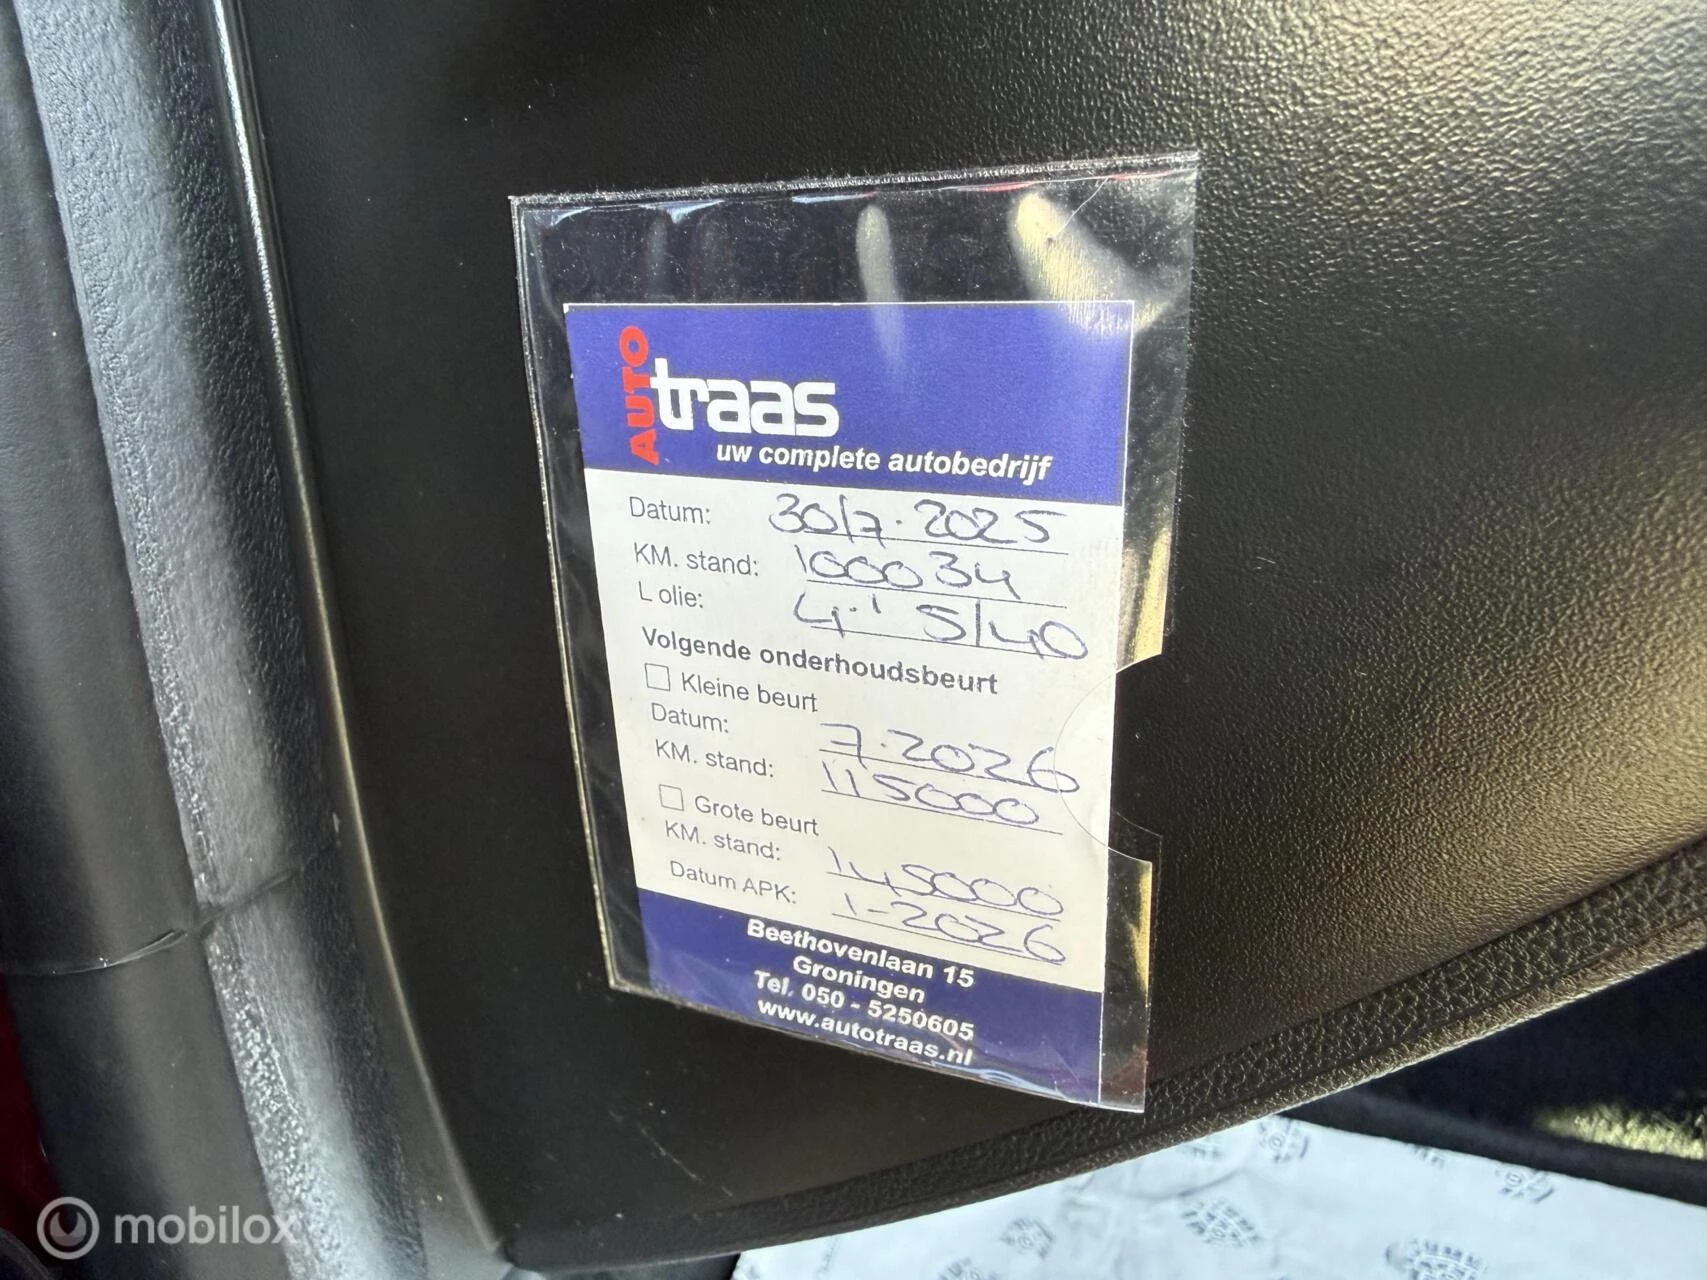 AUTO
traas
uw complete autobedrijf
Datum: 30/7.2025
KM. stand: 100034
L olie: 4.1 5/40
Volgende onderhoudsbeurt
Kleine beurt
Datum: 7.2026
KM. stand: 115000
Grote beurt
KM. stand: 145000
Datum APK: 1-2026
Beethovenlaan 15
Groningen
Tel. 050 - 5250605
www.autotraas.nl
mobilox